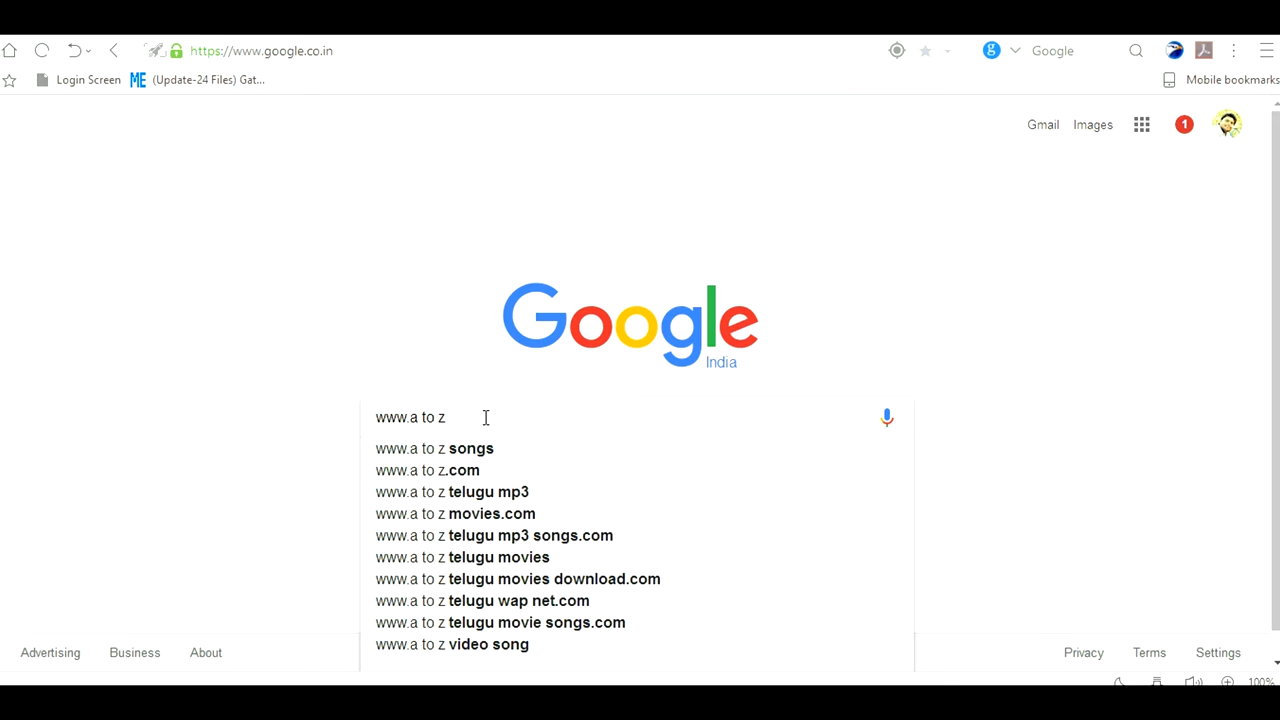 https://www.google.co.in
Google
Login Screen
ME (Update-24 Files) Gat...
Mobile bookmarks
Gmail
Images
1
Google
India
www.a to z
www.a to z songs
www.a to z.com
www.a to z telugu mp3
www.a to z movies.com
www.a to z telugu mp3 songs.com
www.a to z telugu movies
www.a to z telugu movies download.com
www.a to z telugu wap net.com
www.a to z telugu movie songs.com
www.a to z video song
Advertising
Business
About
Privacy
Terms
Settings
100%